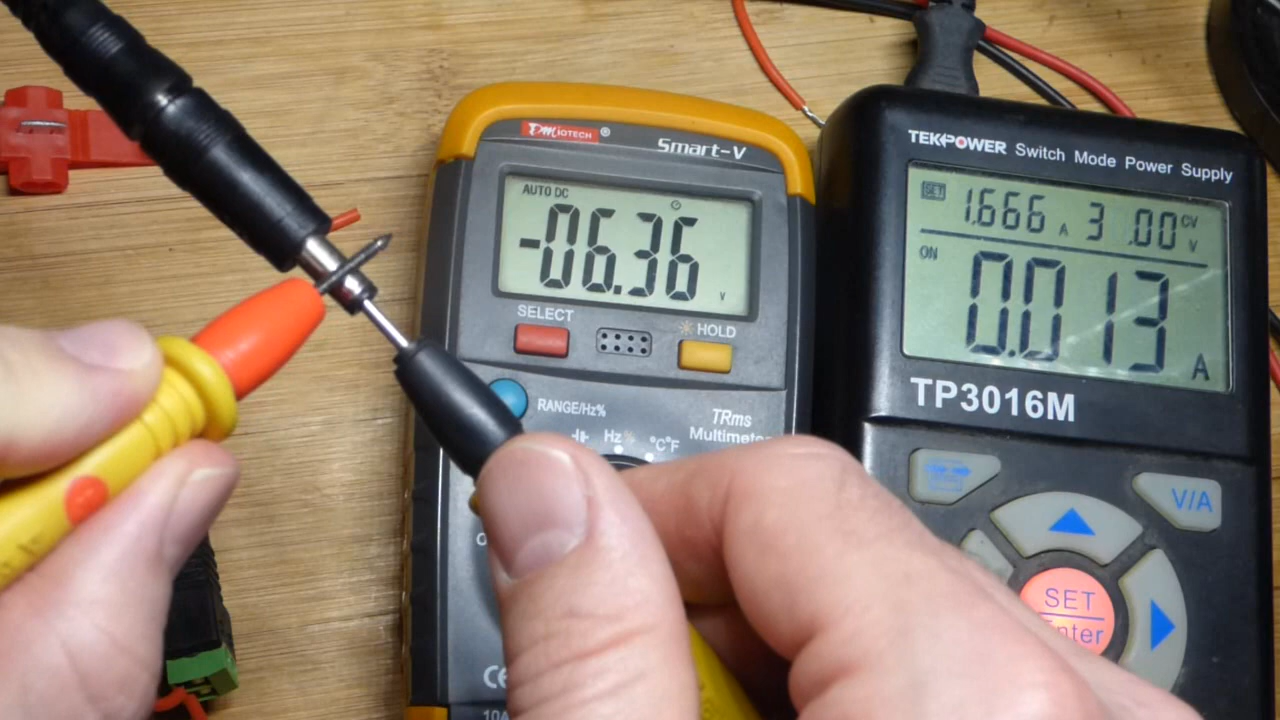 DMiOTECH ®
Smart-V
AUTO DC
-06.36
v
SELECT
HOLD
RANGE/Hz%
TRms
Hz
°C°F
CE
10A
TEKPOWER Switch Mode Power Supply
SET
1.666 A 3 .00 CV V
ON
0.013 A
TP3016M
V/A
SET